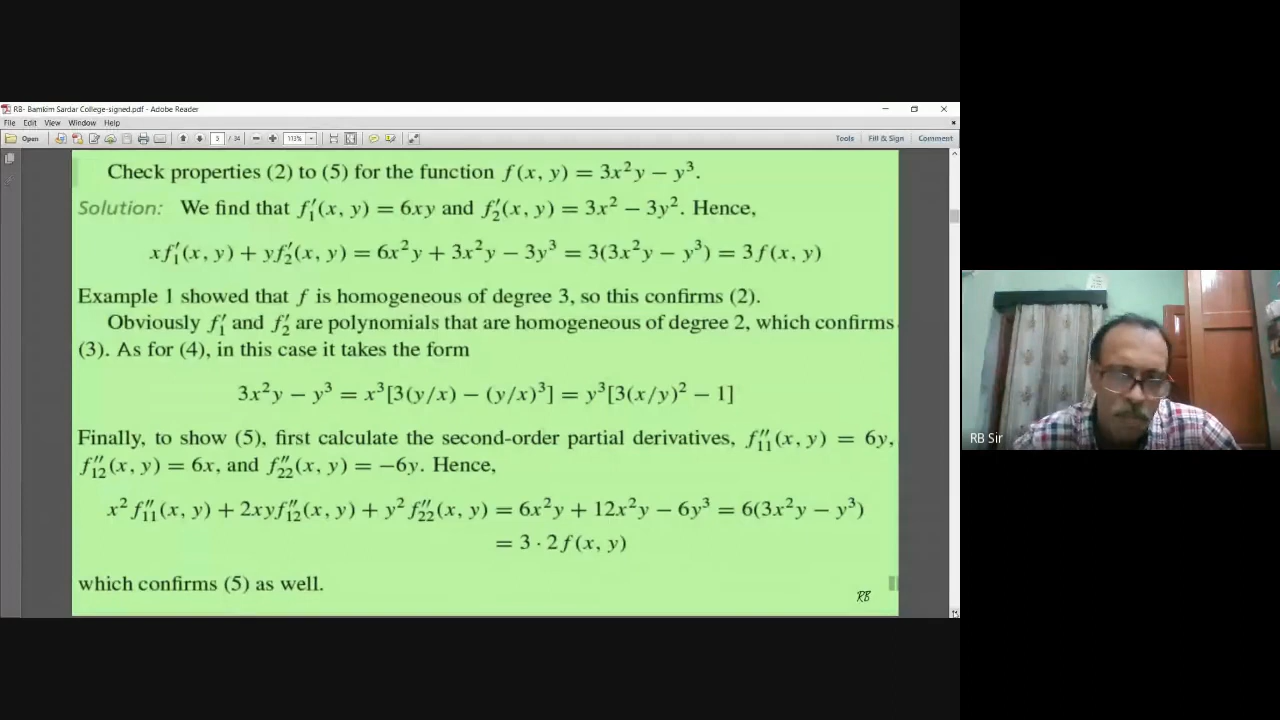 RB- Bamkim Sardar College-signed.pdf - Adobe Reader
File Edit View Window Help
Open 5 / 34 113% Tools Fill & Sign Comment
Check properties (2) to (5) for the function f(x, y) = 3x²y − y³.
Solution: We find that f′₁(x, y) = 6xy and f′₂(x, y) = 3x² − 3y². Hence,
xf′₁(x, y) + yf′₂(x, y) = 6x²y + 3x²y − 3y³ = 3(3x²y − y³) = 3f(x, y)
Example 1 showed that f is homogeneous of degree 3, so this confirms (2).
Obviously f′₁ and f′₂ are polynomials that are homogeneous of degree 2, which confirms
(3). As for (4), in this case it takes the form
3x²y − y³ = x³[3(y/x) − (y/x)³] = y³[3(x/y)² − 1]
Finally, to show (5), first calculate the second-order partial derivatives, f″₁₁(x, y) = 6y,
f″₁₂(x, y) = 6x, and f″₂₂(x, y) = −6y. Hence,
x²f″₁₁(x, y) + 2xyf″₁₂(x, y) + y²f″₂₂(x, y) = 6x²y + 12x²y − 6y³ = 6(3x²y − y³)
= 3 · 2f(x, y)
which confirms (5) as well.
RB
RB Sir